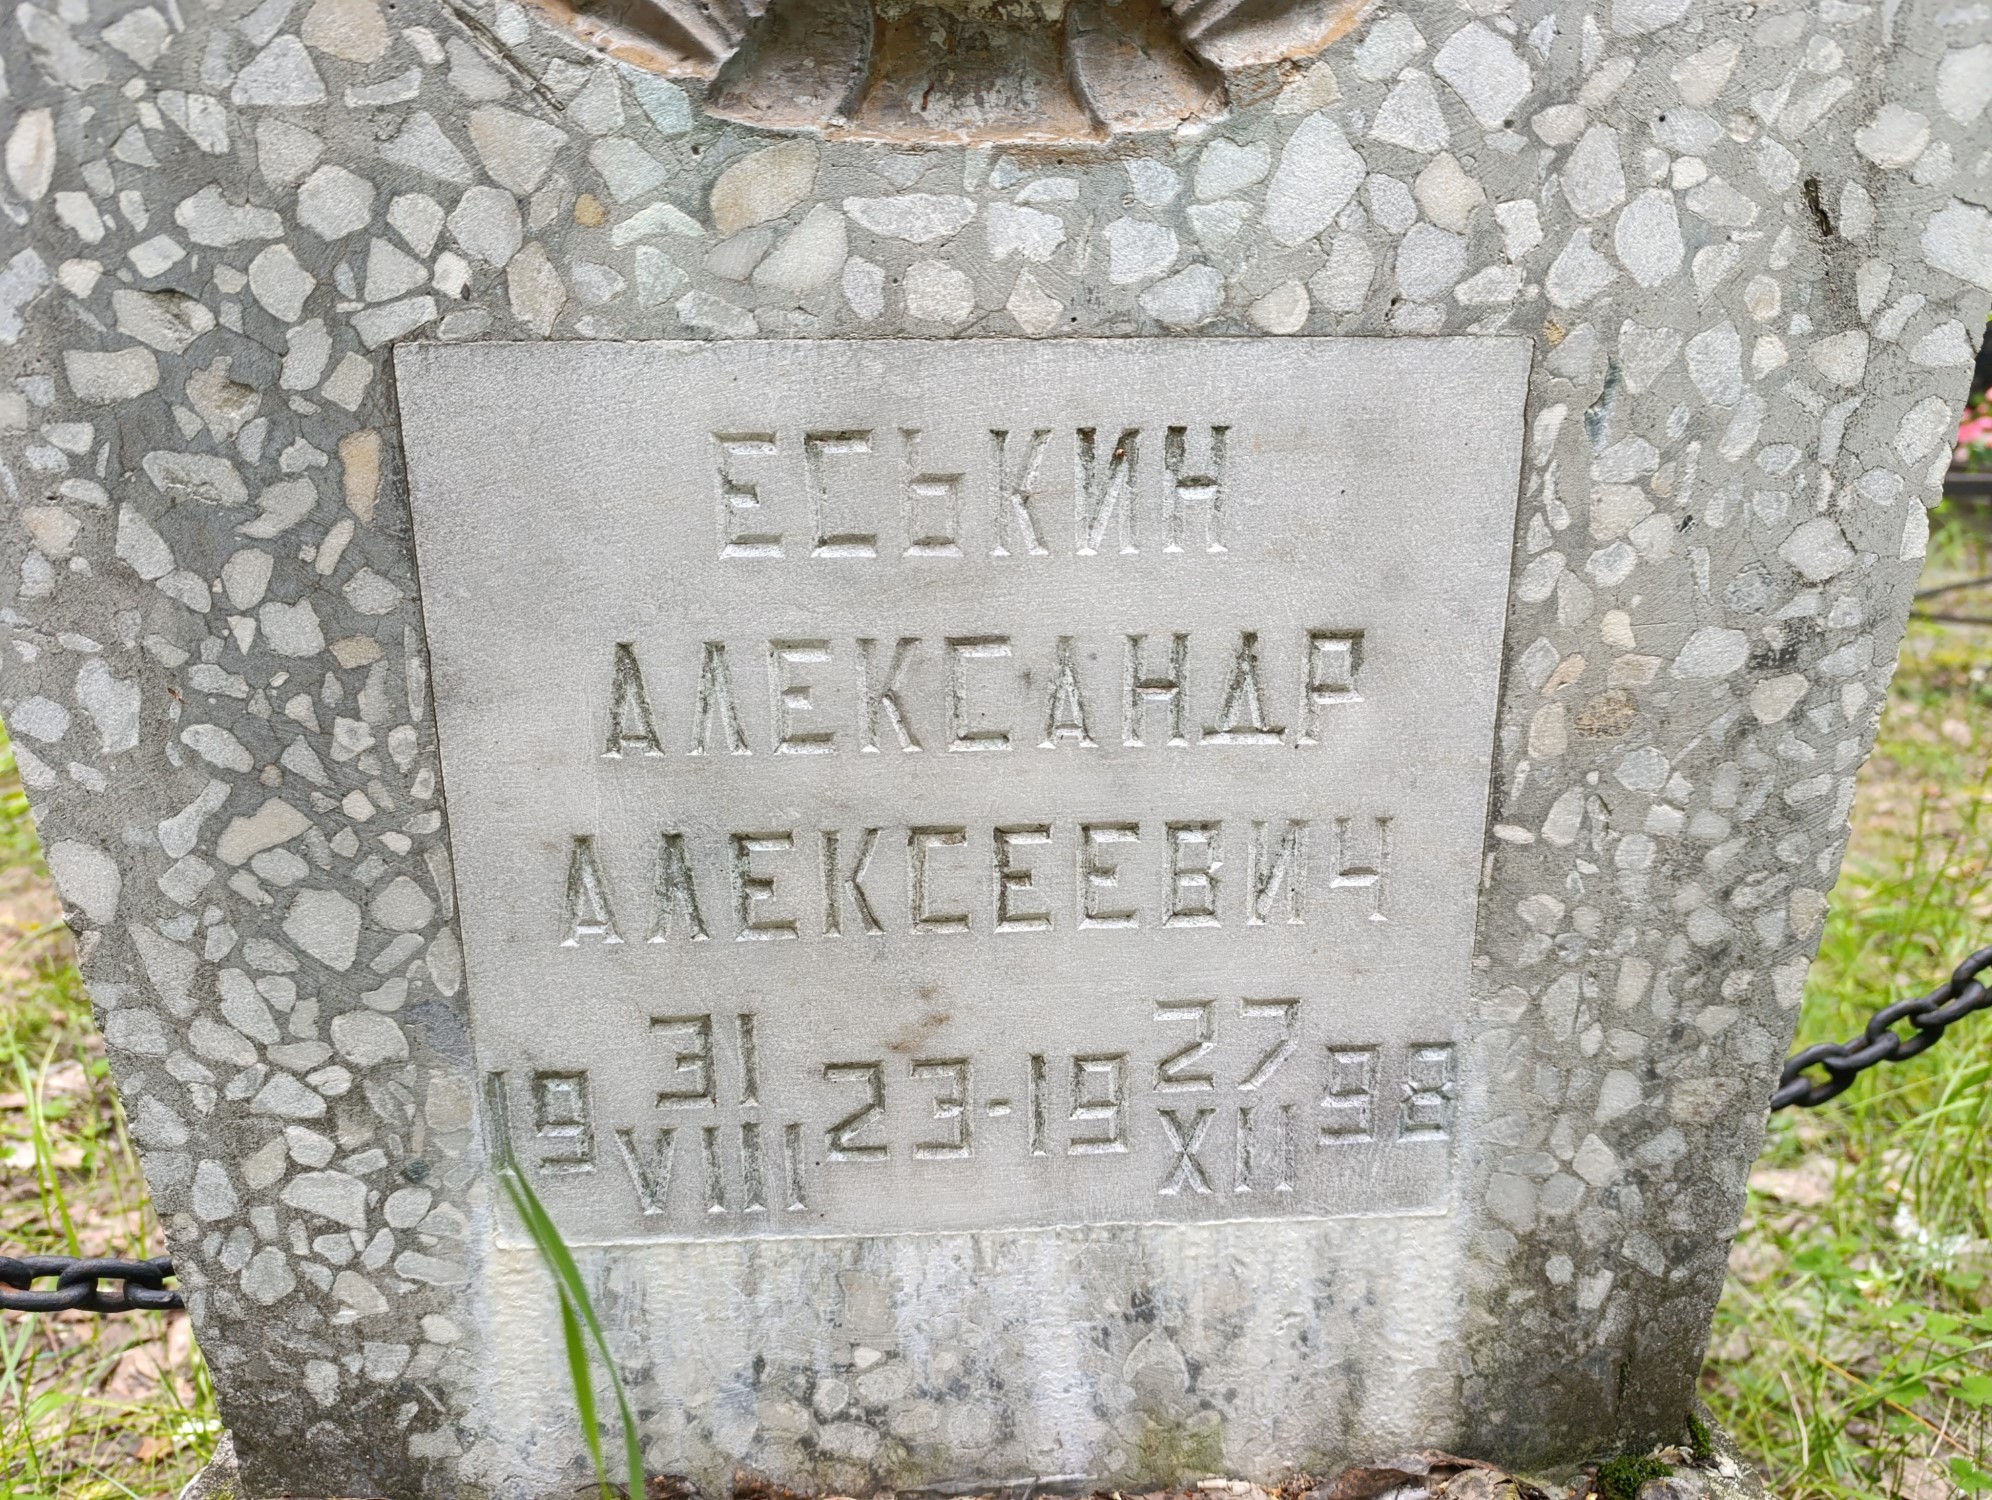 ЕСЬКИН
АЛЕКСАНДР
АЛЕКСЕЕВИЧ
19 31/VIII 23-19 27/XII 98